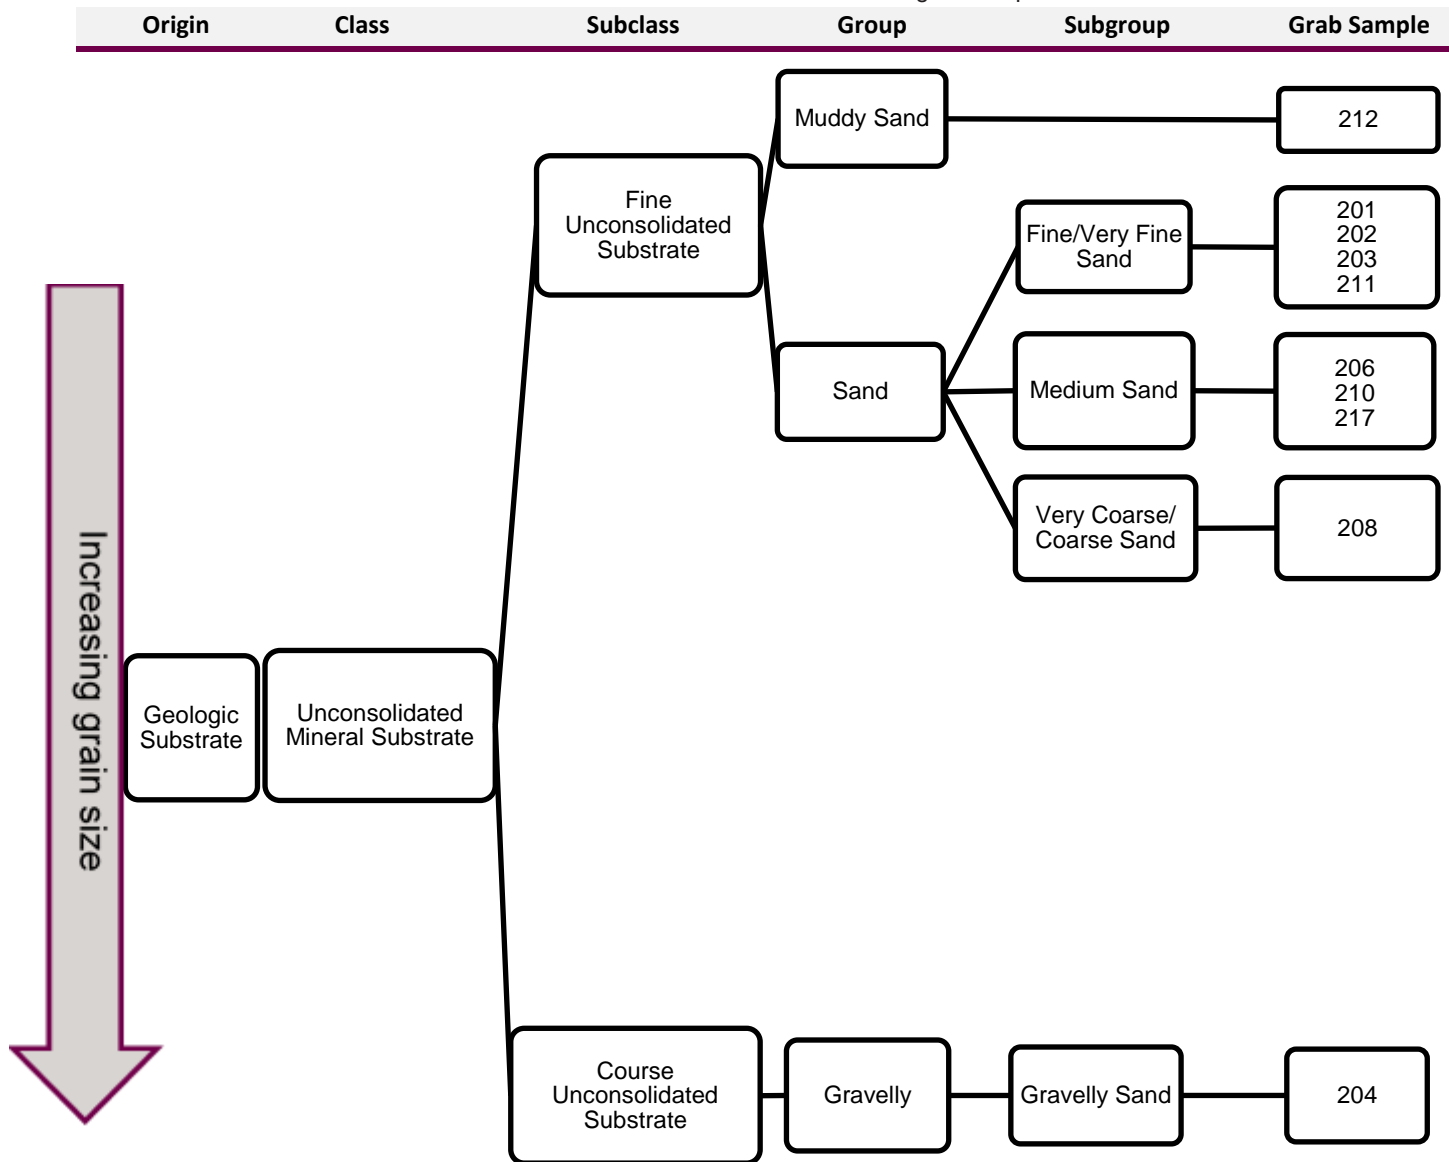 Origin Class Subclass Group Subgroup Grab Sample
Muddy Sand
212
Fine
Unconsolidated
Substrate
Fine/Very Fine
Sand
201
202
203
211
Sand
Medium Sand
206
210
217
Very Coarse/
Coarse Sand
208
Increasing grain size
Geologic
Substrate
Unconsolidated
Mineral Substrate
Course
Unconsolidated
Substrate
Gravelly
Gravelly Sand
204